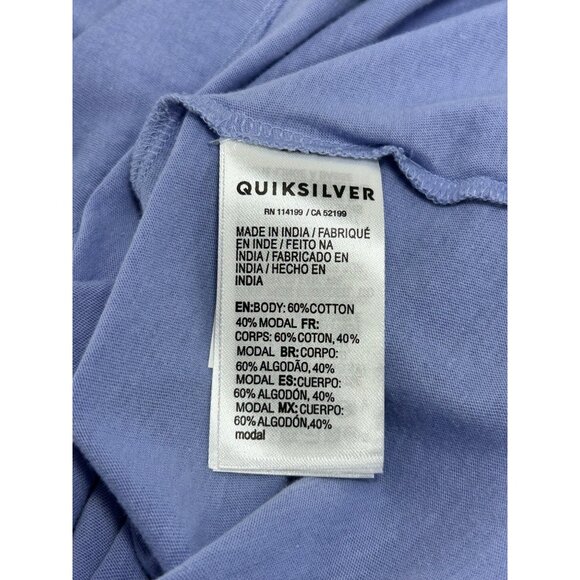 QUIKSILVER
RN 114199 / CA 52199
MADE IN INDIA / FABRIQUÉ
EN INDE / FEITO NA
INDIA / FABRICADO EN
INDIA / HECHO EN
INDIA
EN:BODY: 60%COTTON
40% MODAL FR:
CORPS: 60% COTON, 40%
MODAL BR:CORPO:
60% ALGODÃO, 40%
MODAL ES:CUERPO:
60% ALGODÓN, 40%
MODAL MX:CUERPO:
60% ALGODÓN,40%
modal